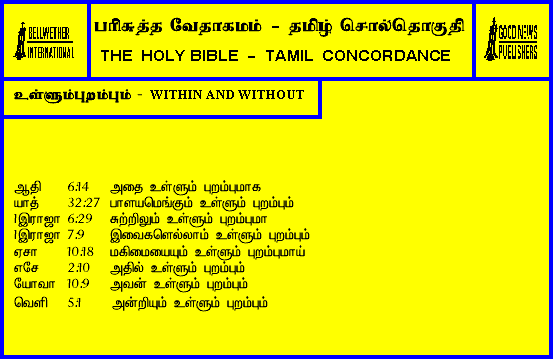 BELLWETHER
INTERNATIONAL
பரிசுத்த வேதாகமம் - தமிழ் சொல்தொகுதி
THE HOLY BIBLE - TAMIL CONCORDANCE
GOOD NEWS
PUBLISHERS
உள்ளும்புறம்பும் - WITHIN AND WITHOUT
ஆதி 6:14 அதை உள்ளும் புறம்புமாக
யாத் 32:27 பாளயமெங்கும் உள்ளும் புறம்பும்
1இராஜா 6:29 சுற்றிலும் உள்ளும் புறம்புமா
1இராஜா 7:9 இவைகளெல்லாம் உள்ளும் புறம்பும்
ஏசா 10:18 மகிமையையும் உள்ளும் புறம்புமாய்
எசே 2:10 அதில் உள்ளும் புறம்பும்
யோவா 10:9 அவன் உள்ளும் புறம்பும்
வெளி 5:1 அன்றியும் உள்ளும் புறம்பும்